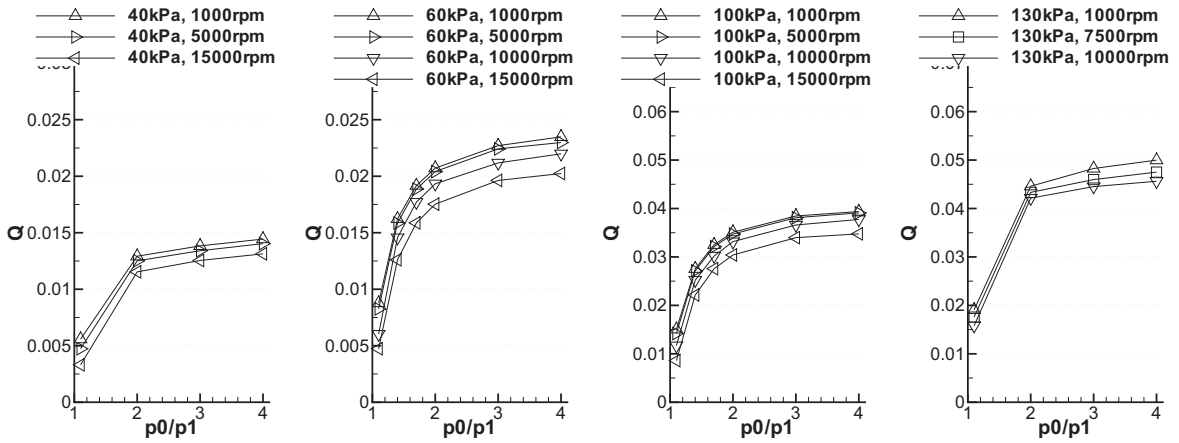 40kPa, 1000rpm
40kPa, 5000rpm
40kPa, 15000rpm
0.025
0.02
0.015
0.01
0.005
0
Q
1 2 3 4
p0/p1
60kPa, 1000rpm
60kPa, 5000rpm
60kPa, 10000rpm
60kPa, 15000rpm
0.025
0.02
0.015
0.01
0.005
0
Q
1 2 3 4
p0/p1
100kPa, 1000rpm
100kPa, 5000rpm
100kPa, 10000rpm
100kPa, 15000rpm
0.06
0.05
0.04
0.03
0.02
0.01
0
Q
1 2 3 4
p0/p1
130kPa, 1000rpm
130kPa, 7500rpm
130kPa, 10000rpm
0.06
0.05
0.04
0.03
0.02
0.01
0
Q
1 2 3 4
p0/p1